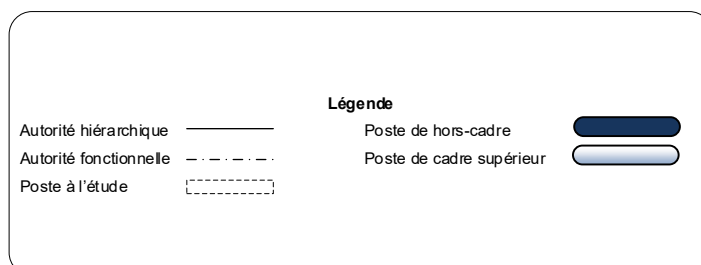 Légende
Autorité hiérarchique
Poste de hors-cadre
Autorité fonctionnelle
Poste de cadre supérieur
Poste à l'étude